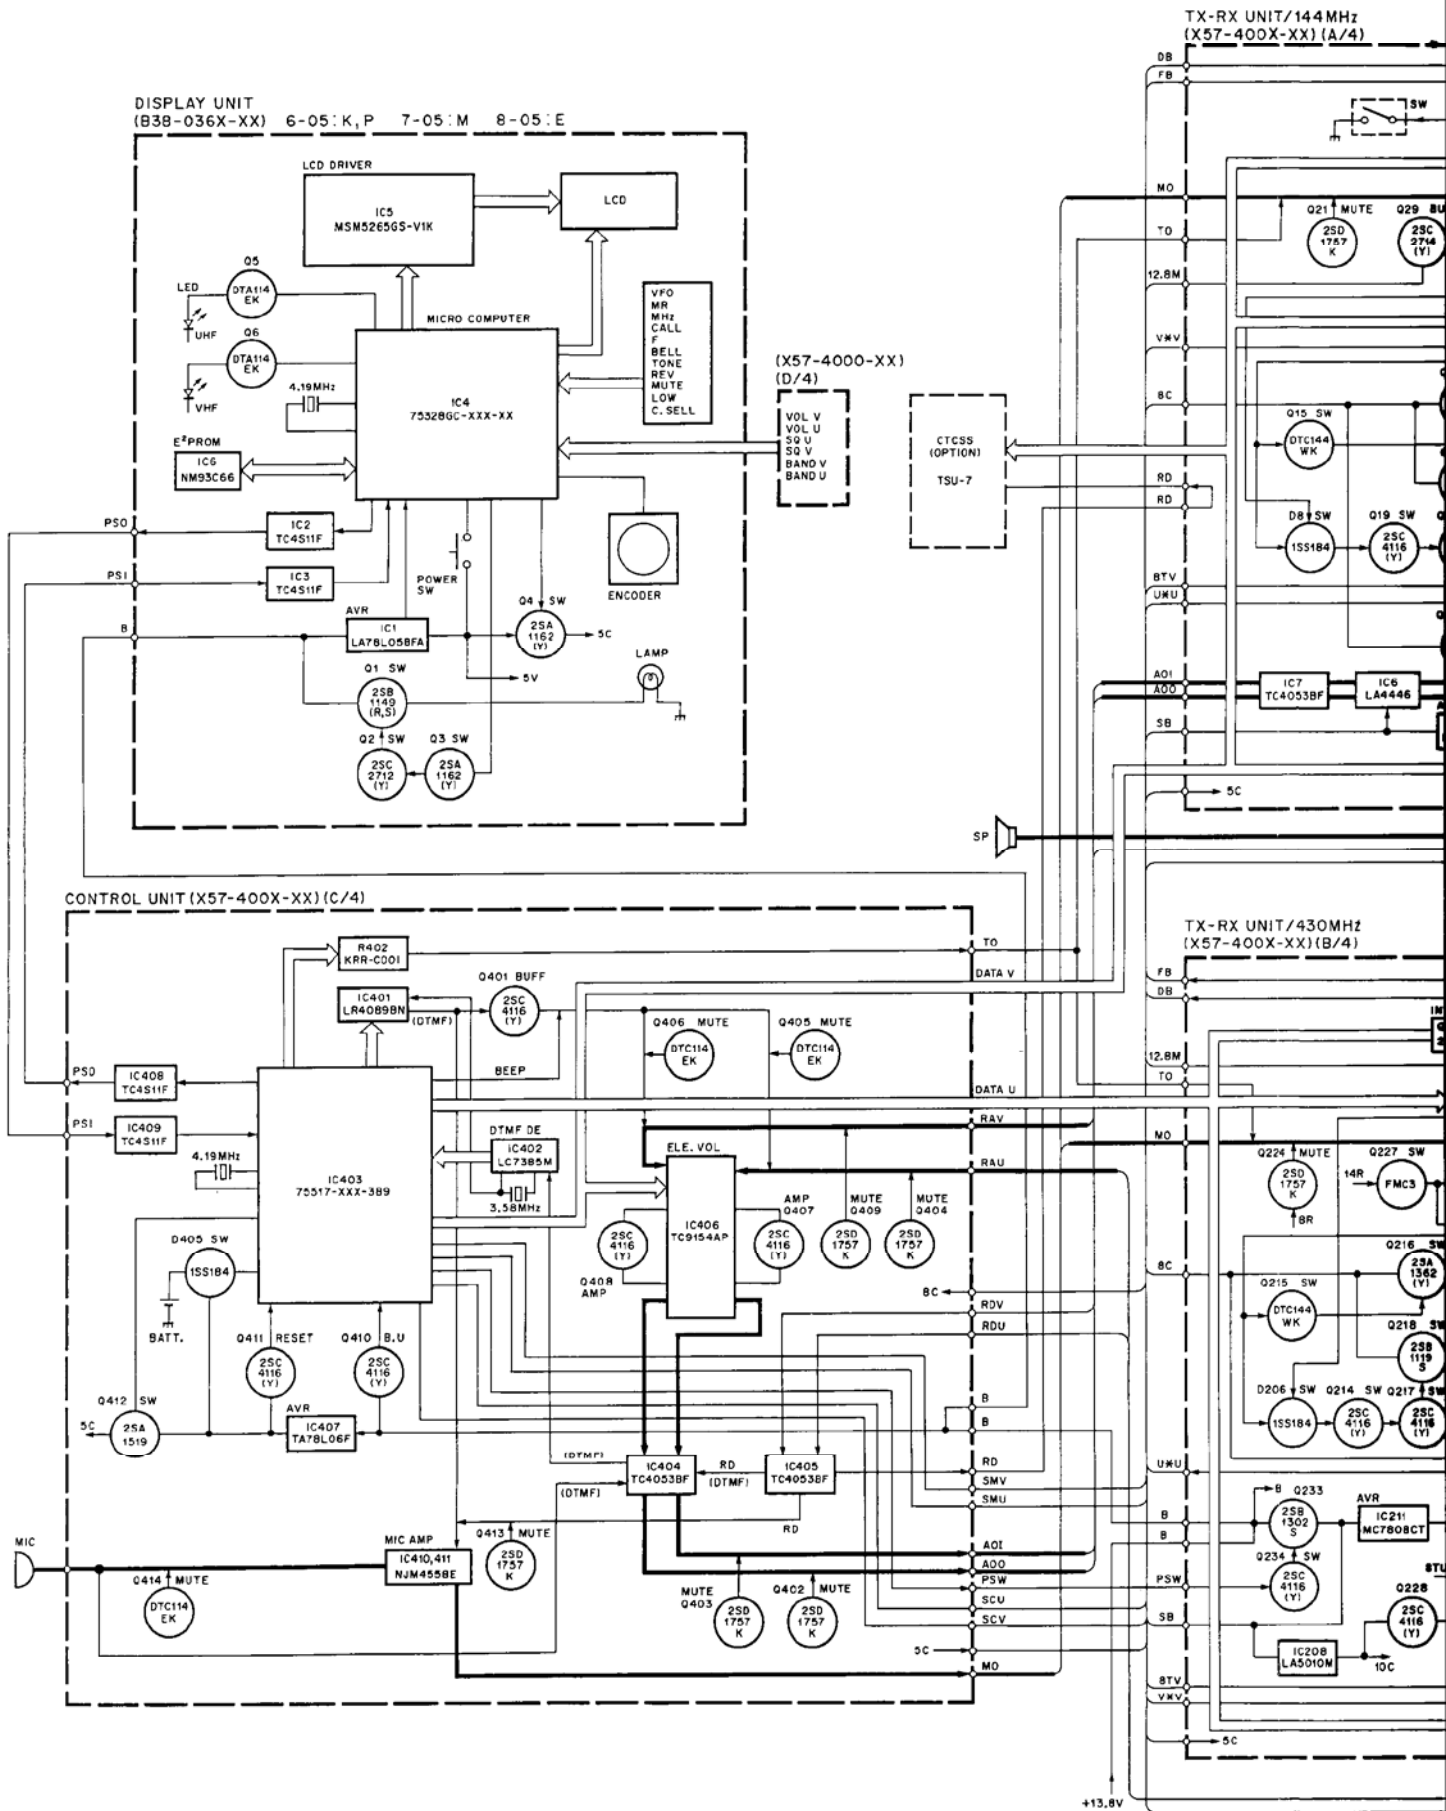 TX-RX UNIT/144MHz
(X57-400X-XX)(A/4)
DB
FB
SW
DISPLAY UNIT
(B38-036X-XX) 6-05:K,P 7-05:M 8-05:E
LCD DRIVER
IC5
MSM5265GS-V1K
LCD
MO
Q21 MUTE
2SD
1757
K
Q29
2SC
2714
(Y)
TO
12.8M
Q5
DTA114
EK
LED
UHF
Q6
DTA114
EK
VHF
MICRO COMPUTER
IC4
75328GC-XXX-XX
4.19MHz
VFO
MR
MHz
CALL
F
BELL
TONE
REV
MUTE
LOW
C.SELL
(X57-4000-XX)
(D/4)
VOL V
VOL U
SQ U
SQ V
BAND V
BAND U
CTCSS
(OPTION)
TSU-7
V*V
8C
Q15 SW
DTC144
WK
E²PROM
IC6
NM93C66
RD
RD
PSO
IC2
TC4S11F
PSI
IC3
TC4S11F
POWER
SW
ENCODER
D8 SW
1SS184
Q19 SW
2SC
4116
(Y)
8TV
U*U
B
AVR
IC1
LA78L05BFA
Q4 SW
2SA
1162
(Y)
5C
5V
LAMP
Q1 SW
2SB
1149
(R,S)
Q2 SW
2SC
2712
(Y)
Q3 SW
2SA
1162
(Y)
AOI
AOO
IC7
TC4053BF
IC6
LA4446
SB
5C
SP
CONTROL UNIT (X57-400X-XX)(C/4)
R402
KRR-C001
TO
IC401
LR4089BN
(DTMF)
Q401 BUFF
2SC
4116
(Y)
DATA V
Q406 MUTE
DTC114
EK
Q405 MUTE
DTC114
EK
BEEP
TX-RX UNIT/430MHz
(X57-400X-XX)(B/4)
FB
DB
12.8M
TO
MO
PSO
IC408
TC4S11F
PSI
IC409
TC4S11F
DATA U
RAV
RAU
4.19MHz
IC403
75517-XXX-3B9
DTMF DE
IC402
LC7385M
3.58MHz
ELE.VOL
IC406
TC9154AP
2SC
4116
(Y)
Q408
AMP
AMP
Q407
2SC
4116
(Y)
MUTE
Q409
2SD
1757
K
MUTE
Q404
2SD
1757
K
Q224 MUTE
2SD
1757
K
8R
Q227 SW
14R
FMC3
D405 SW
1SS184
BATT.
8C
RDV
RDU
8C
Q215 SW
DTC144
WK
Q216 SW
2SA
1362
(Y)
Q218 SW
2SB
1119
S
Q411 RESET
2SC
4116
(Y)
Q410 B.U
2SC
4116
(Y)
Q412 SW
2SA
1519
5C
AVR
IC407
TA78L06F
B
B
D206 SW
1SS184
Q214 SW
2SC
4116
(Y)
Q217 SW
2SC
4116
(Y)
(DTMF)
(DTMF)
IC404
TC4053BF
RD
(DTMF)
IC405
TC4053BF
RD
RD
SMV
SMU
U*U
B
B
B
Q233
2SB
1302
S
AVR
IC211
MC7808CT
MIC
MIC AMP
IC410,411
NJM4558E
Q413 MUTE
2SD
1757
K
Q414 MUTE
DTC114
EK
MUTE
Q403
2SD
1757
K
Q402 MUTE
2SD
1757
K
AOI
AOO
PSW
SCU
SCV
5C
MO
PSW
Q234 SW
2SC
4116
(Y)
Q228
2SC
4116
(Y)
SB
IC208
LA5010M
10C
8TV
V*V
5C
+13.8V